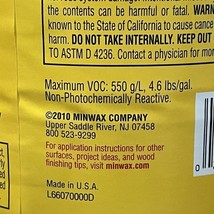 the contents can be harmful or fatal. WARN
known to the State of California to cause cance
harm. DO NOT TAKE INTERNALLY. KEEP OUT
TO ASTM D 4236. Contact a physician for mor
Maximum VOC: 550 g/L, 4.6 lbs/gal.
Non-Photochemically Reactive.
©2010 MINWAX COMPANY
Upper Saddle River, NJ 07458
800 523-9299
For application instructions for other
surfaces, project ideas, and wood
finishing tips, visit minwax.com.
Made in U.S.A.
L66070000D